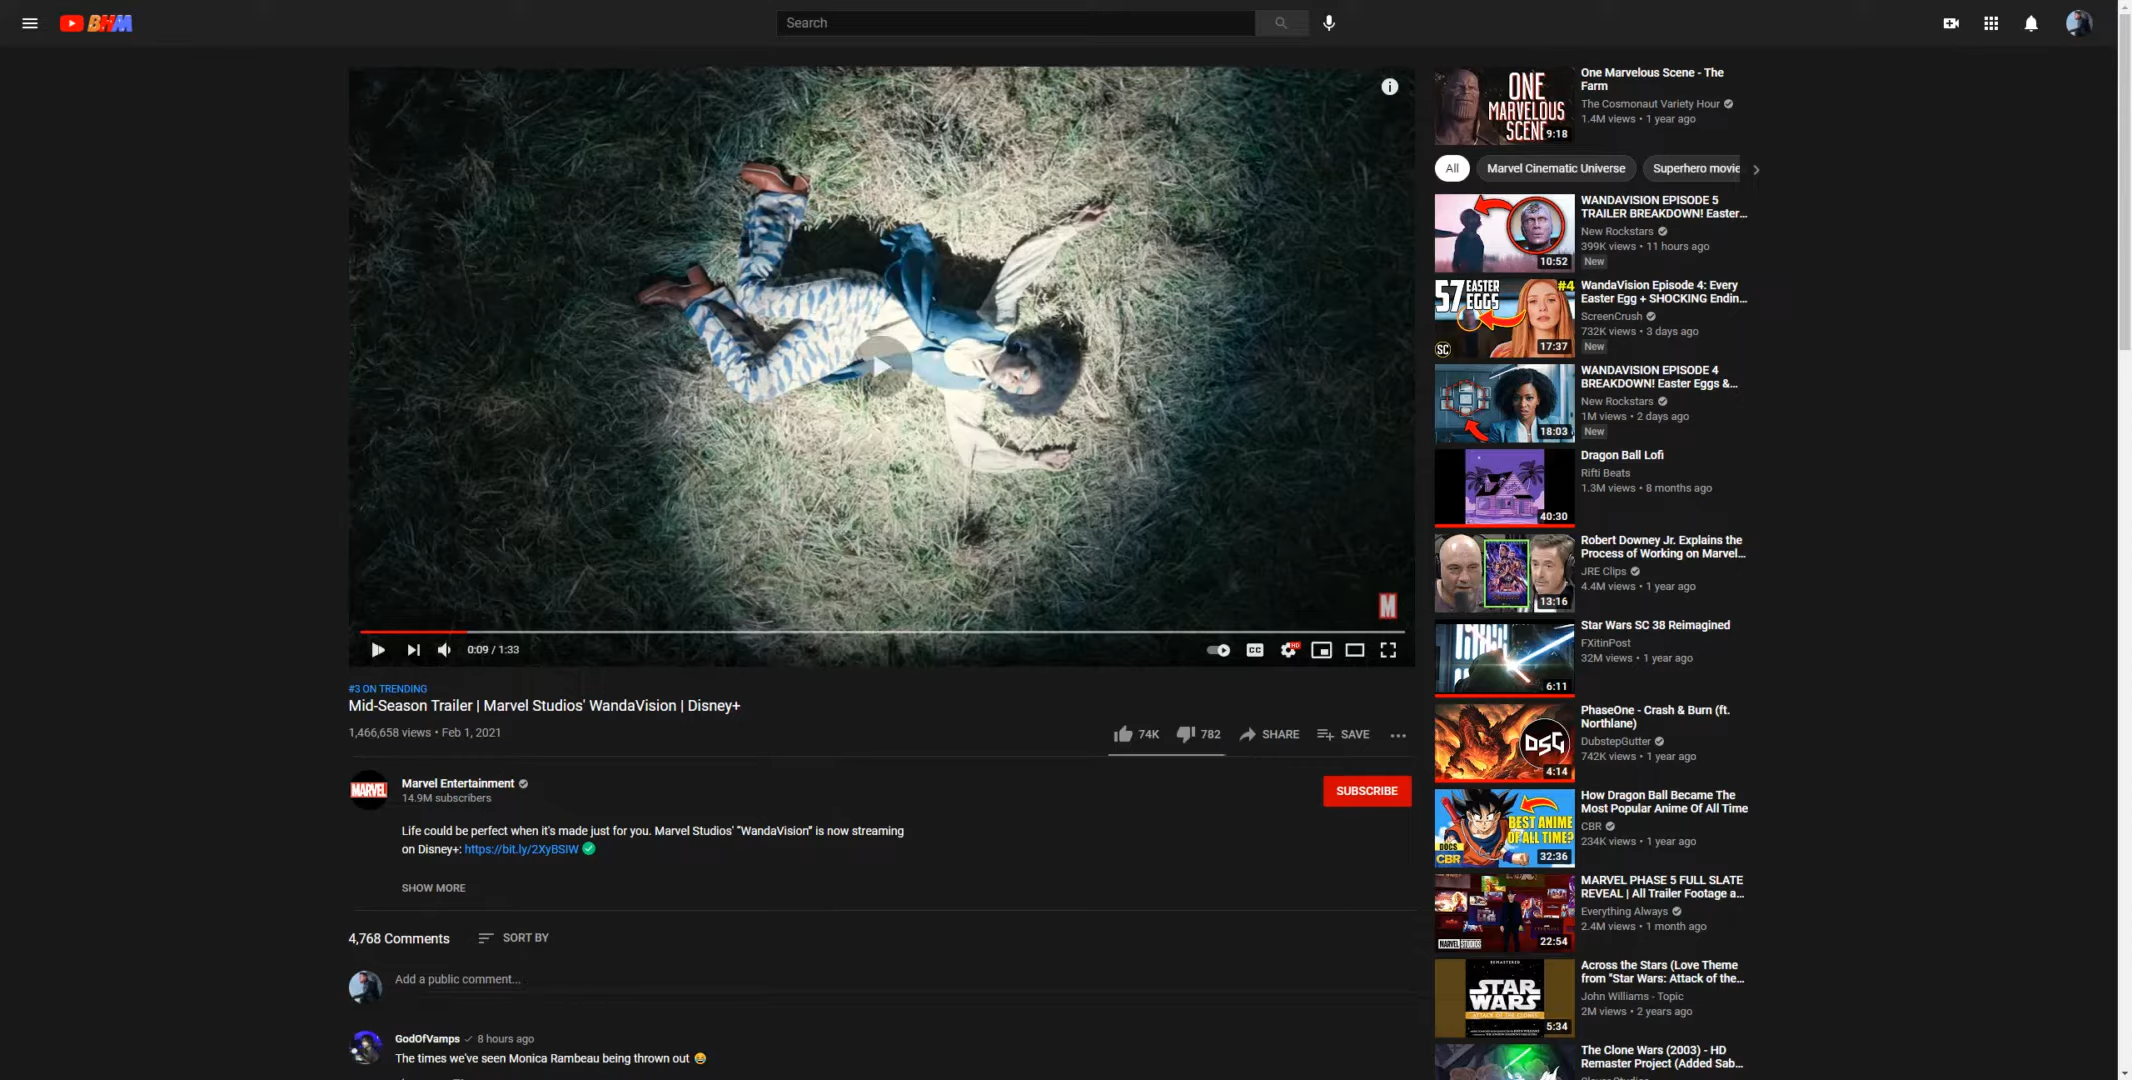 BHM
Search
i
M
0:09 / 1:33
CC
HD
#3 ON TRENDING
Mid-Season Trailer | Marvel Studios' WandaVision | Disney+
1,466,658 views • Feb 1, 2021
74K
782
SHARE
SAVE
MARVEL
Marvel Entertainment
14.9M subscribers
SUBSCRIBE
Life could be perfect when it's made just for you. Marvel Studios' "WandaVision" is now streaming
on Disney+: https://bit.ly/2XyBSIW
SHOW MORE
4,768 Comments
SORT BY
Add a public comment...
GodOfVamps
8 hours ago
The times we've seen Monica Rambeau being thrown out 😂
ONE
MARVELOUS
SCENE
9:18
One Marvelous Scene - The
Farm
The Cosmonaut Variety Hour
1.4M views • 1 year ago
All
Marvel Cinematic Universe
Superhero movie
10:52
WANDAVISION EPISODE 5
TRAILER BREAKDOWN! Easter...
New Rockstars
399K views • 11 hours ago
New
57 EASTER
EGGS
#4
SC
17:37
WandaVision Episode 4: Every
Easter Egg + SHOCKING Endin...
ScreenCrush
732K views • 3 days ago
New
18:03
WANDAVISION EPISODE 4
BREAKDOWN! Easter Eggs &...
New Rockstars
1M views • 2 days ago
New
40:30
Dragon Ball Lofi
Rifti Beats
1.3M views • 8 months ago
13:16
Robert Downey Jr. Explains the
Process of Working on Marvel...
JRE Clips
4.4M views • 1 year ago
6:11
Star Wars SC 38 Reimagined
FXitinPost
32M views • 1 year ago
DSG
4:14
PhaseOne - Crash & Burn (ft.
Northlane)
DubstepGutter
742K views • 1 year ago
BEST ANIME
OF ALL TIME?
DOCS
CBR
32:36
How Dragon Ball Became The
Most Popular Anime Of All Time
CBR
234K views • 1 year ago
MARVEL STUDIOS
22:54
MARVEL PHASE 5 FULL SLATE
REVEAL | All Trailer Footage a...
Everything Always
2.4M views • 1 month ago
REMASTERED
STAR
WARS
ATTACK OF THE CLONES
5:34
Across the Stars (Love Theme
from "Star Wars: Attack of the...
John Williams - Topic
2M views • 2 years ago
The Clone Wars (2003) - HD
Remaster Project (Added Sab...